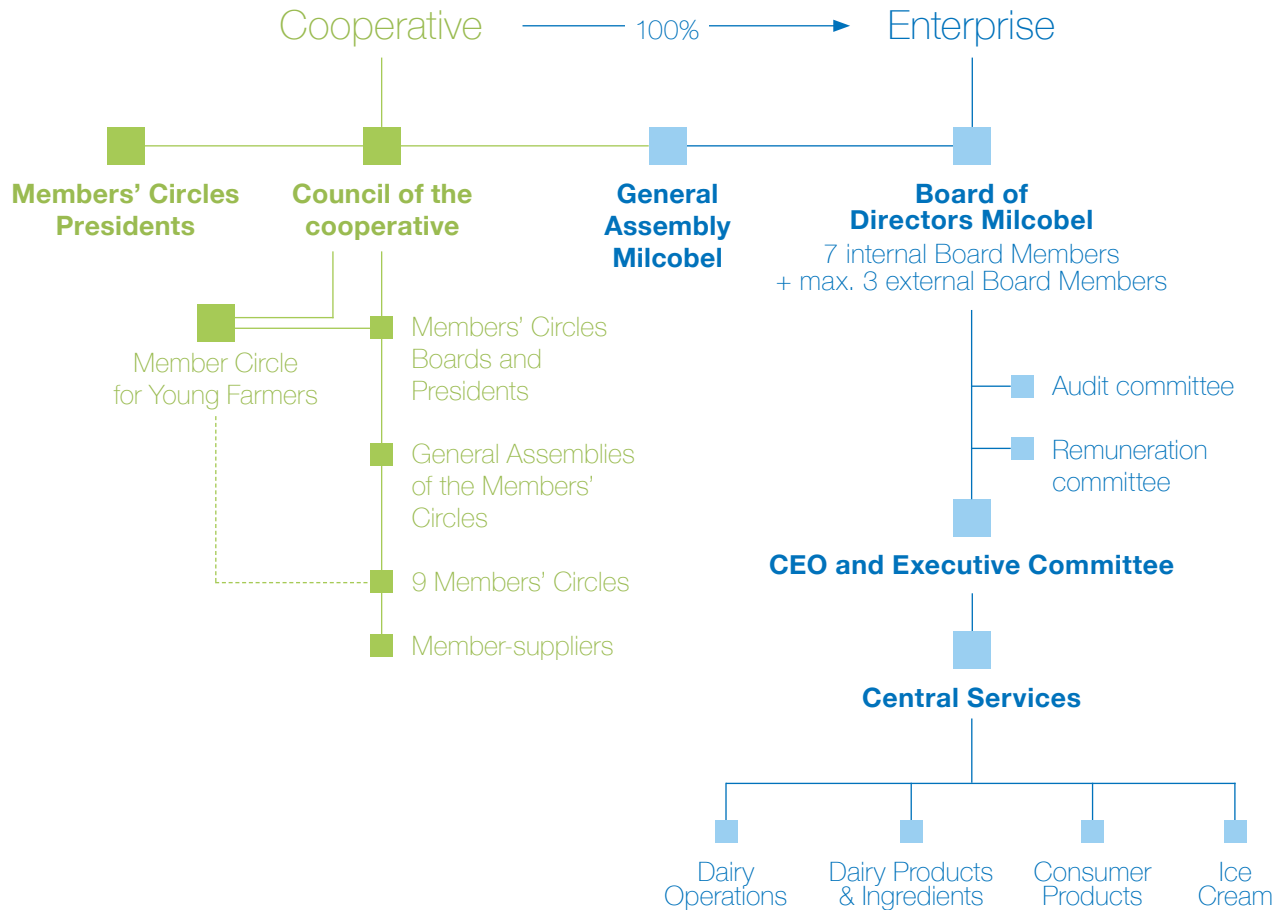 Cooperative
100%
Enterprise
Members’ Circles
Presidents
Council of the
cooperative
General
Assembly
Milcobel
Board of
Directors Milcobel
7 internal Board Members
+ max. 3 external Board Members
Member Circle
for Young Farmers
Members’ Circles
Boards and
Presidents
General Assemblies
of the Members’
Circles
9 Members’ Circles
Member-suppliers
Audit committee
Remuneration
committee
CEO and Executive Committee
Central Services
Dairy
Operations
Dairy Products
& Ingredients
Consumer
Products
Ice
Cream